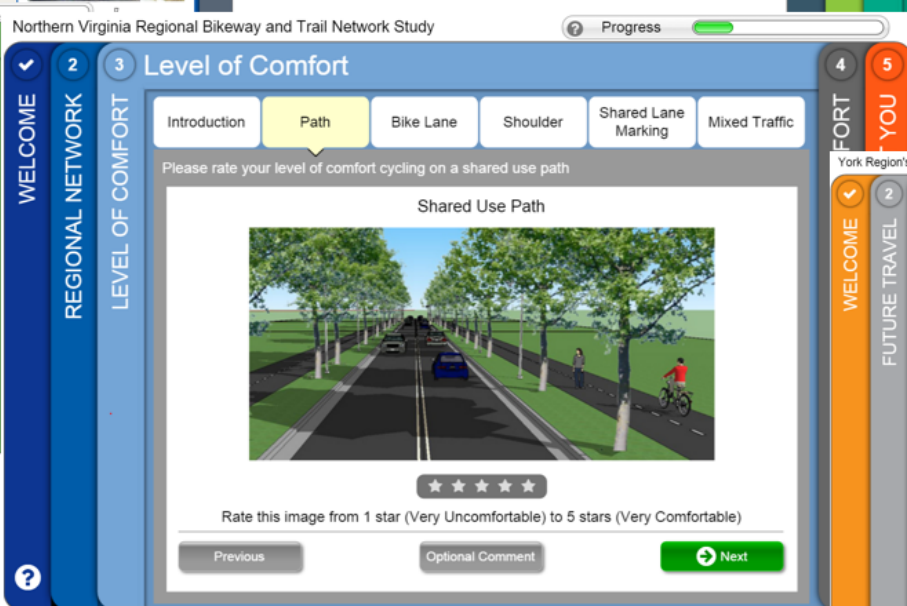 Northern Virginia Regional Bikeway and Trail Network Study
? Progress
WELCOME
2
REGIONAL NETWORK
3
LEVEL OF COMFORT
Level of Comfort
Introduction
Path
Bike Lane
Shoulder
Shared Lane
Marking
Mixed Traffic
Please rate your level of comfort cycling on a shared use path
Shared Use Path
Rate this image from 1 star (Very Uncomfortable) to 5 stars (Very Comfortable)
Previous
Optional Comment
Next
?
4
FORT
5
YOU
York Region's
WELCOME
2
FUTURE TRAVEL